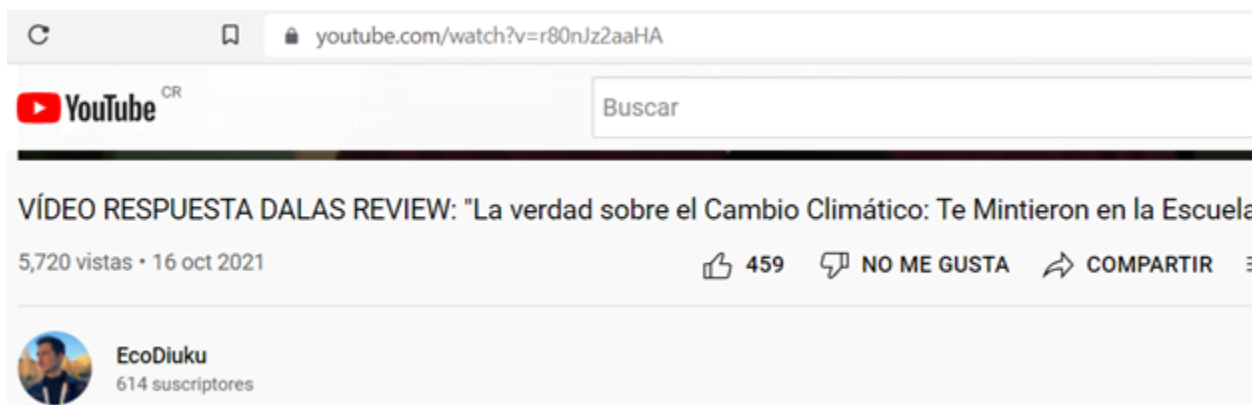 youtube.com/watch?v=r80nJz2aaHA
YouTube CR
Buscar
VÍDEO RESPUESTA DALAS REVIEW: "La verdad sobre el Cambio Climático: Te Mintieron en la Escuela
5,720 vistas • 16 oct 2021 459 NO ME GUSTA COMPARTIR
EcoDiuku
614 suscriptores